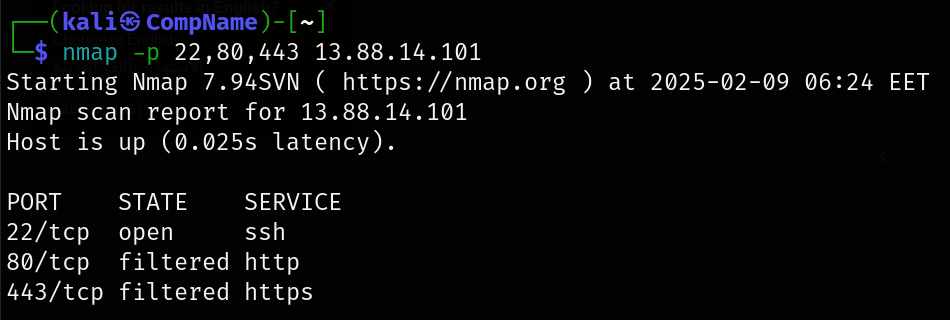 ┌──(kali㉿CompName)-[~]
└─$ nmap -p 22,80,443 13.88.14.101
Starting Nmap 7.94SVN ( https://nmap.org ) at 2025-02-09 06:24 EET
Nmap scan report for 13.88.14.101
Host is up (0.025s latency).
PORT    STATE    SERVICE
22/tcp  open     ssh
80/tcp  filtered http
443/tcp filtered https